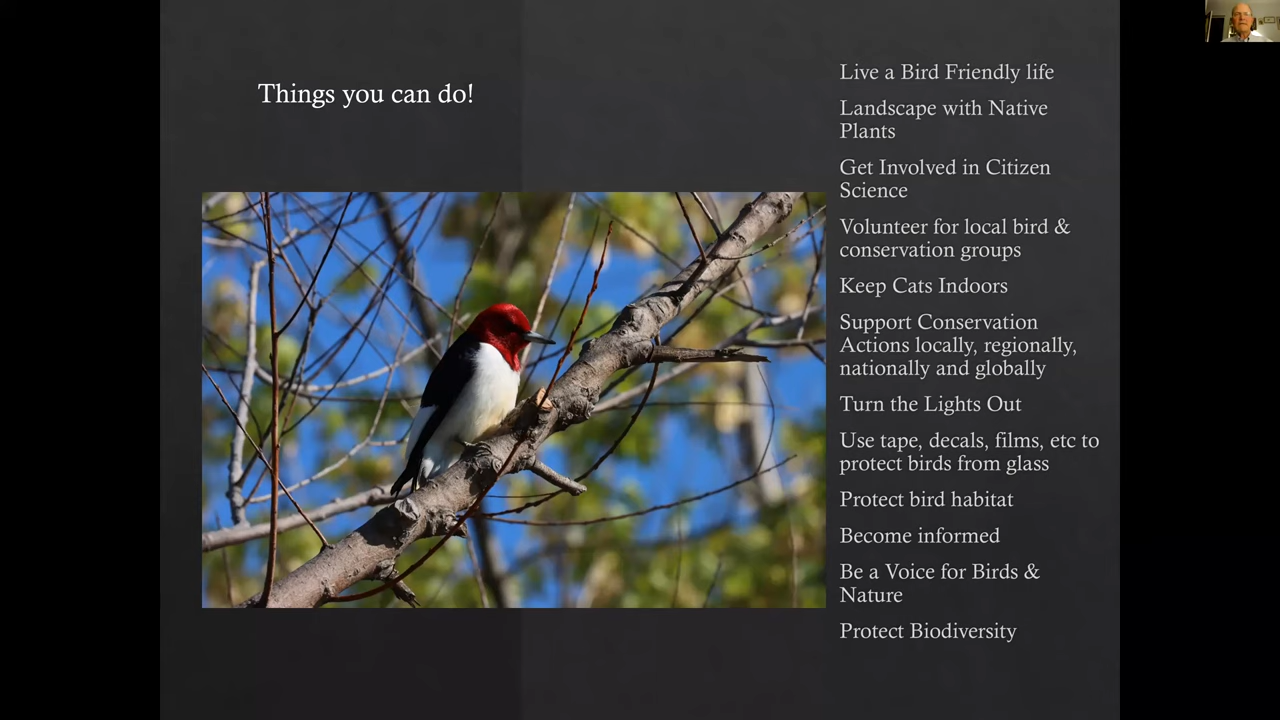 Things you can do!
Live a Bird Friendly life
Landscape with Native
Plants
Get Involved in Citizen
Science
Volunteer for local bird &
conservation groups
Keep Cats Indoors
Support Conservation
Actions locally, regionally,
nationally and globally
Turn the Lights Out
Use tape, decals, films, etc to
protect birds from glass
Protect bird habitat
Become informed
Be a Voice for Birds &
Nature
Protect Biodiversity